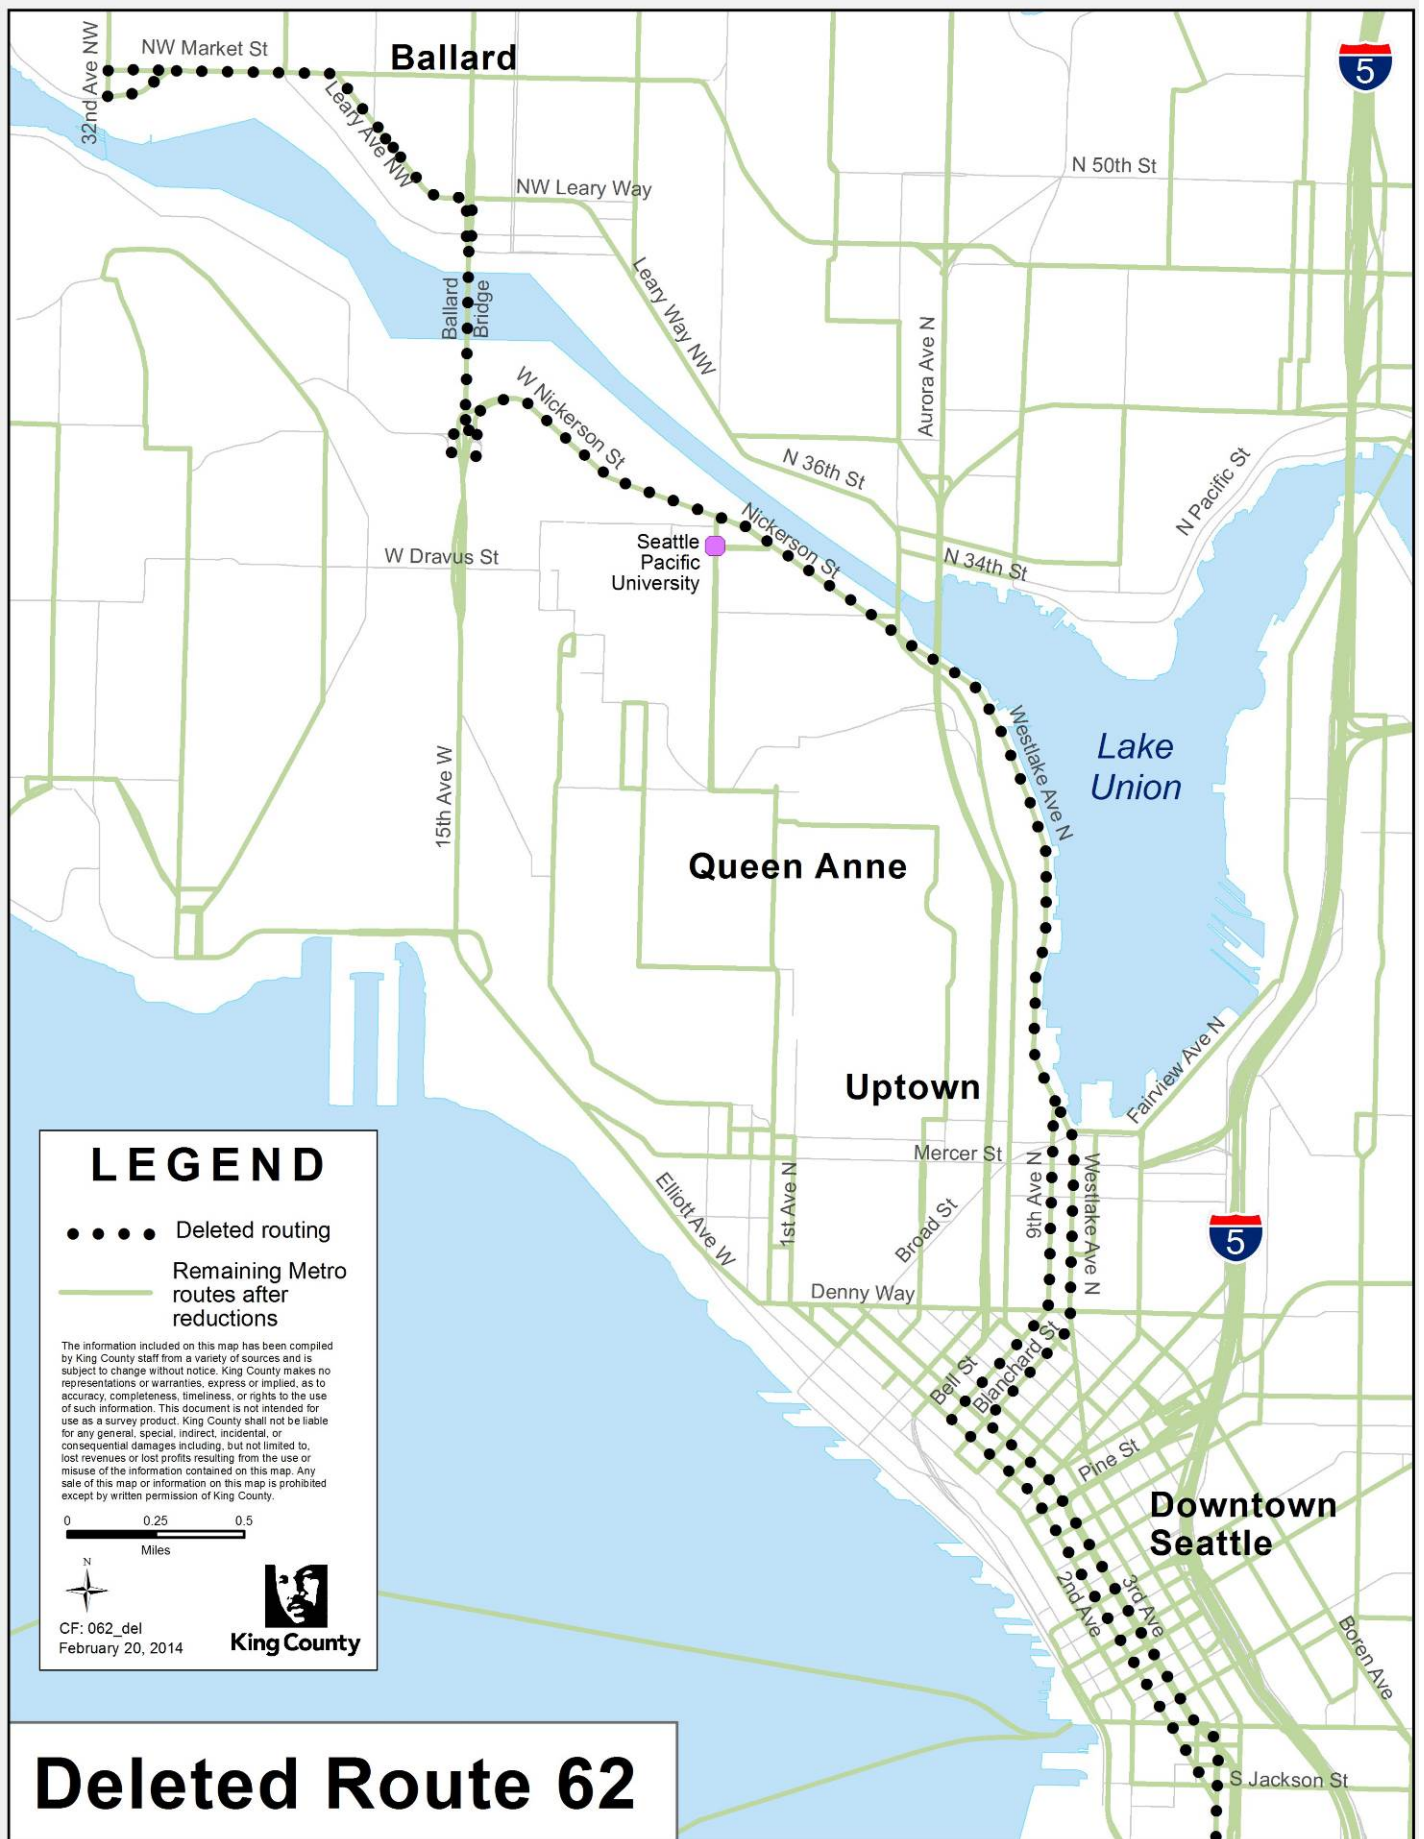 32nd Ave NW
NW Market St
Ballard
5
Leary Ave NW
N 50th St
NW Leary Way
Leary Way NW
Ballard
Bridge
Aurora Ave N
W Nickerson St
N 36th St
N Pacific St
Nickerson St
Seattle
Pacific
University
W Dravus St
N 34th St
Westlake Ave N
Lake
Union
15th Ave W
Queen Anne
Fairview Ave N
Uptown
Mercer St
9th Ave N
Westlake Ave N
Elliott Ave W
1st Ave N
Broad St
5
Denny Way
Bell St
Blanchard St
Pine St
Downtown
Seattle
2nd Ave
3rd Ave
Boren Ave
S Jackson St
LEGEND
Deleted routing
Remaining Metro
routes after
reductions
The information included on this map has been compiled
by King County staff from a variety of sources and is
subject to change without notice. King County makes no
representations or warranties, express or implied, as to
accuracy, completeness, timeliness, or rights to the use
of such information. This document is not intended for
use as a survey product. King County shall not be liable
for any general, special, indirect, incidental, or
consequential damages including, but not limited to,
lost revenues or lost profits resulting from the use or
misuse of the information contained on this map. Any
sale of this map or information on this map is prohibited
except by written permission of King County.
0 0.25 0.5
Miles
N
CF: 062_del
February 20, 2014
King County
Deleted Route 62